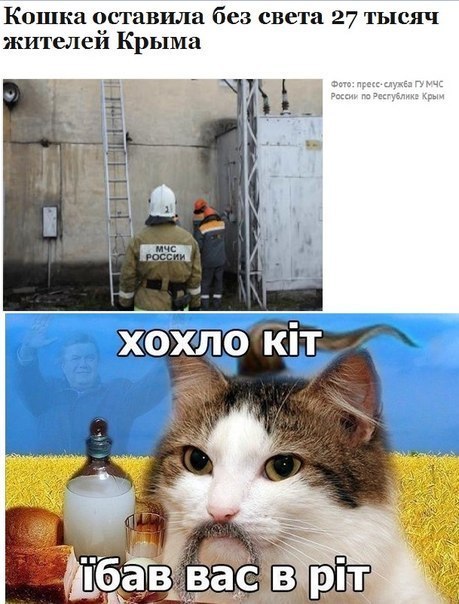 Кошка оставила без света 27 тысяч
жителей Крыма
Фото: пресс-служба ГУ МЧС
России по Республике Крым
МЧС
РОССИИ
хохло кіт
їбав вас в ріт